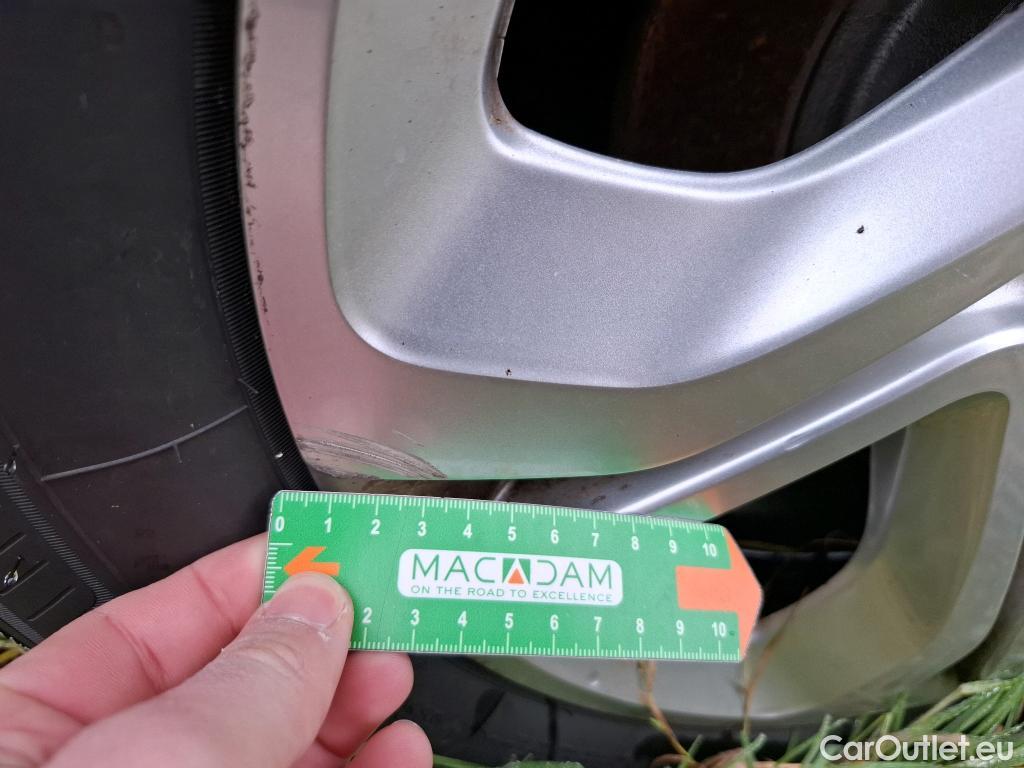 0 1 2 3 4 5 6 7 8 9 10
MACADAM
ON THE ROAD TO EXCELLENCE
2 3 4 5 6 7 8 9 10
CarOutlet.eu